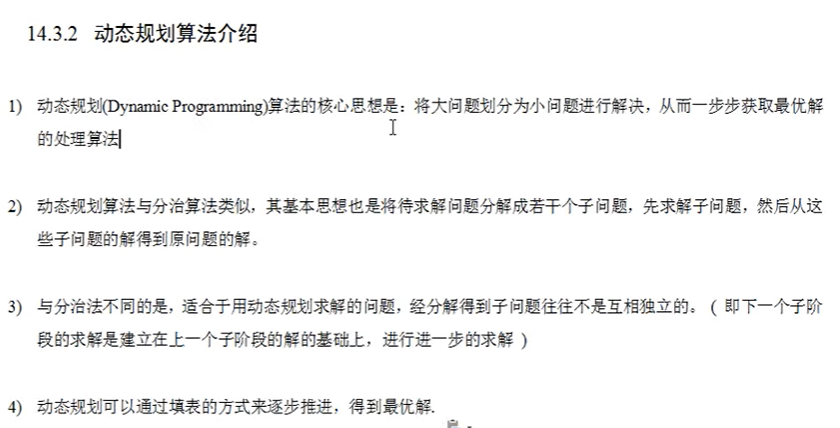 14.3.2 动态规划算法介绍
1) 动态规划(Dynamic Programming)算法的核心思想是：将大问题划分为小问题进行解决，从而一步步获取最优解
的处理算法
2) 动态规划算法与分治算法类似，其基本思想也是将待求解问题分解成若干个子问题，先求解子问题，然后从这
些子问题的解得到原问题的解。
3) 与分治法不同的是，适合于用动态规划求解的问题，经分解得到子问题往往不是互相独立的。 ( 即下一个子阶
段的求解是建立在上一个子阶段的解的基础上，进行进一步的求解 )
4) 动态规划可以通过填表的方式来逐步推进，得到最优解.